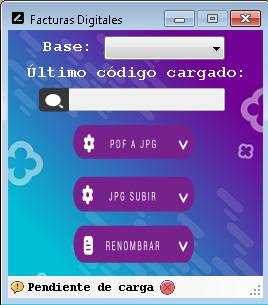 Facturas Digitales
Base:
Último código cargado:
PDF A JPG
JPG SUBIR
RENOMBRAR
Pendiente de carga